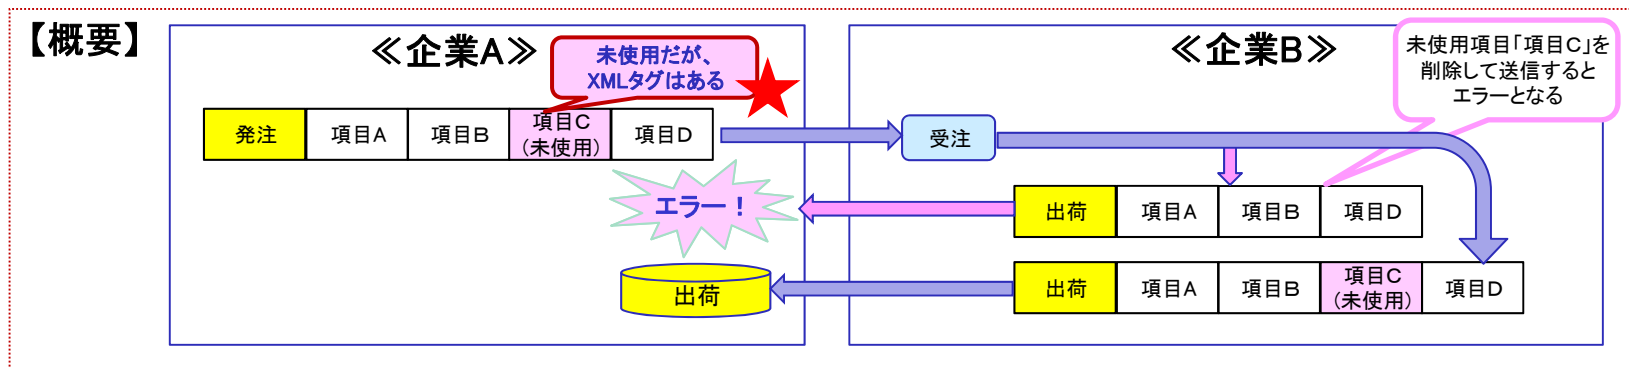 【概要】
≪企業A≫
未使用だが、
XMLタグはある
発注
項目A
項目B
項目C
(未使用)
項目D
エラー！
出荷
≪企業B≫
未使用項目「項目C」を
削除して送信すると
エラーとなる
受注
出荷
項目A
項目B
項目D
出荷
項目A
項目B
項目C
(未使用)
項目D